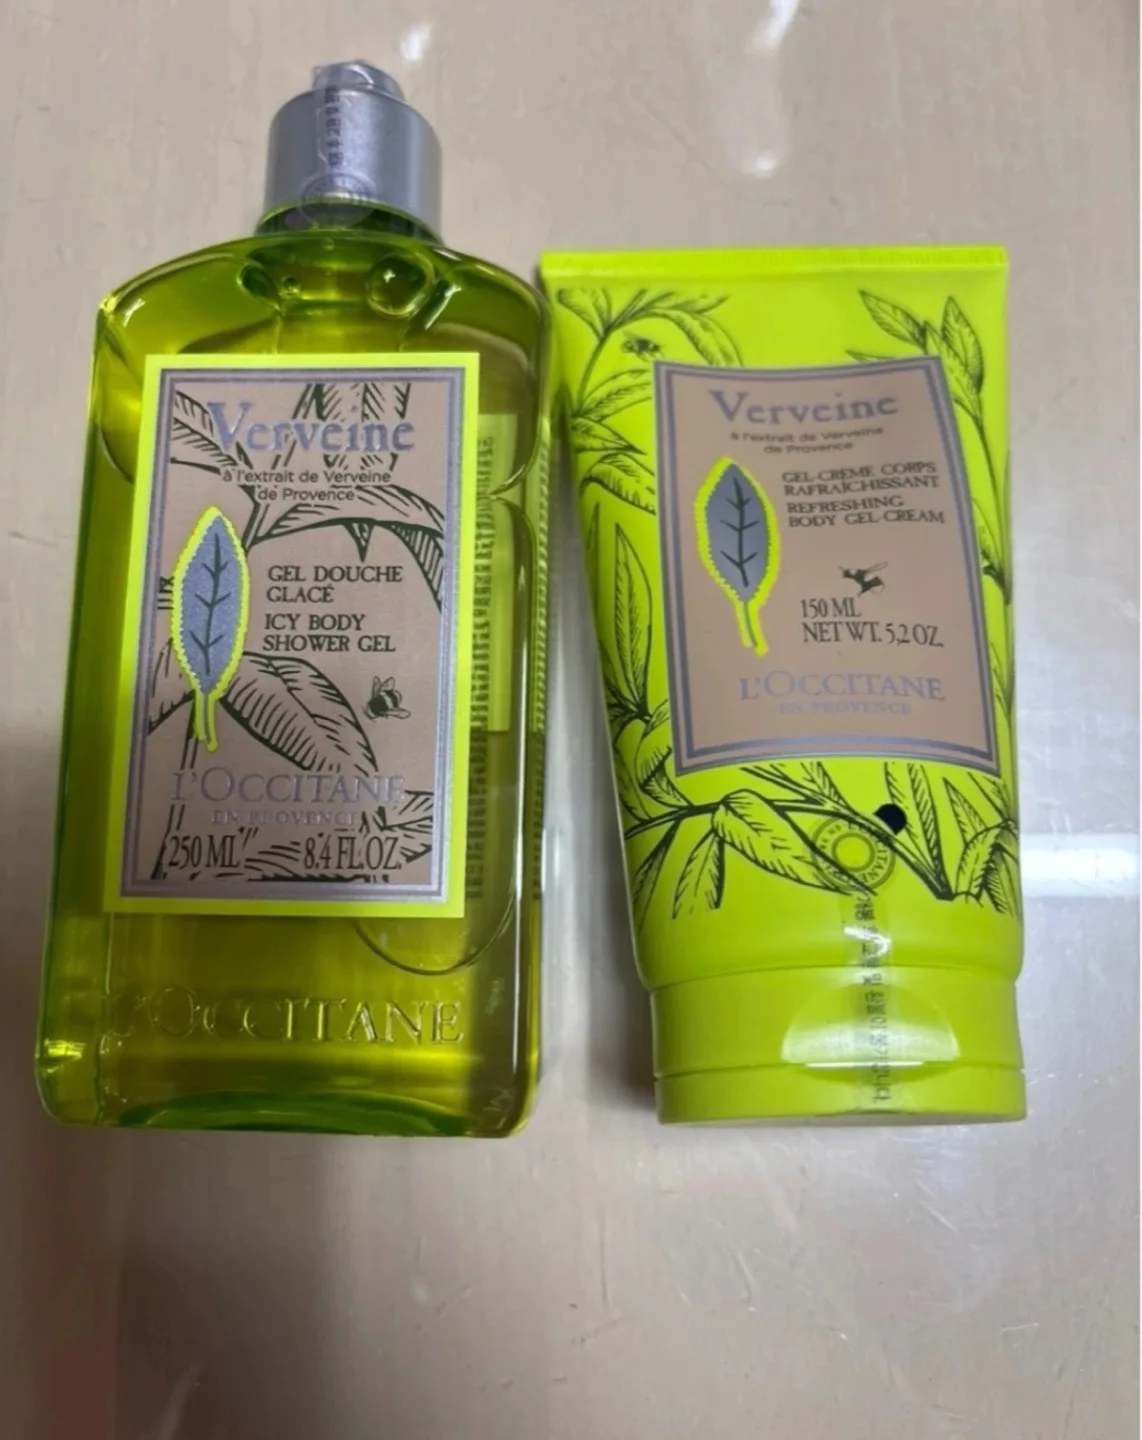 Verveine
à l'extrait de Verveine
de Provence
GEL DOUCHE
GLACÉ
ICY BODY
SHOWER GEL
L'OCCITANE
EN PROVENCE
250 ML
8.4 FL.OZ.
L'OCCITANE
Verveine
à l'extrait de Verveine
de Provence
GEL-CRÈME CORPS
RAFRAÎCHISSANT
REFRESHING
BODY GEL-CREAM
150 ML
NET WT. 5,2 OZ.
L'OCCITANE
EN PROVENCE